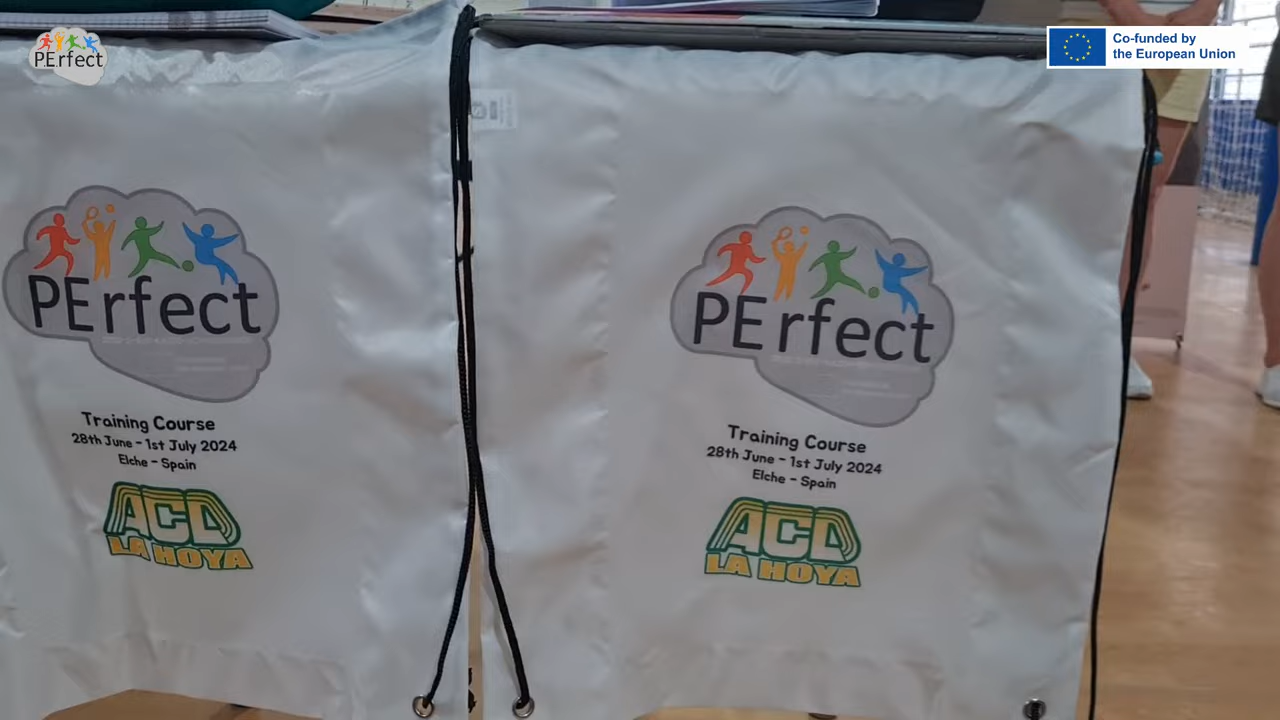 PErfect
Co-funded by
the European Union
PErfect
Training Course
28th June - 1st July 2024
Elche - Spain
ACD
LA HOYA
PErfect
Training Course
28th June - 1st July 2024
Elche - Spain
ACD
LA HOYA